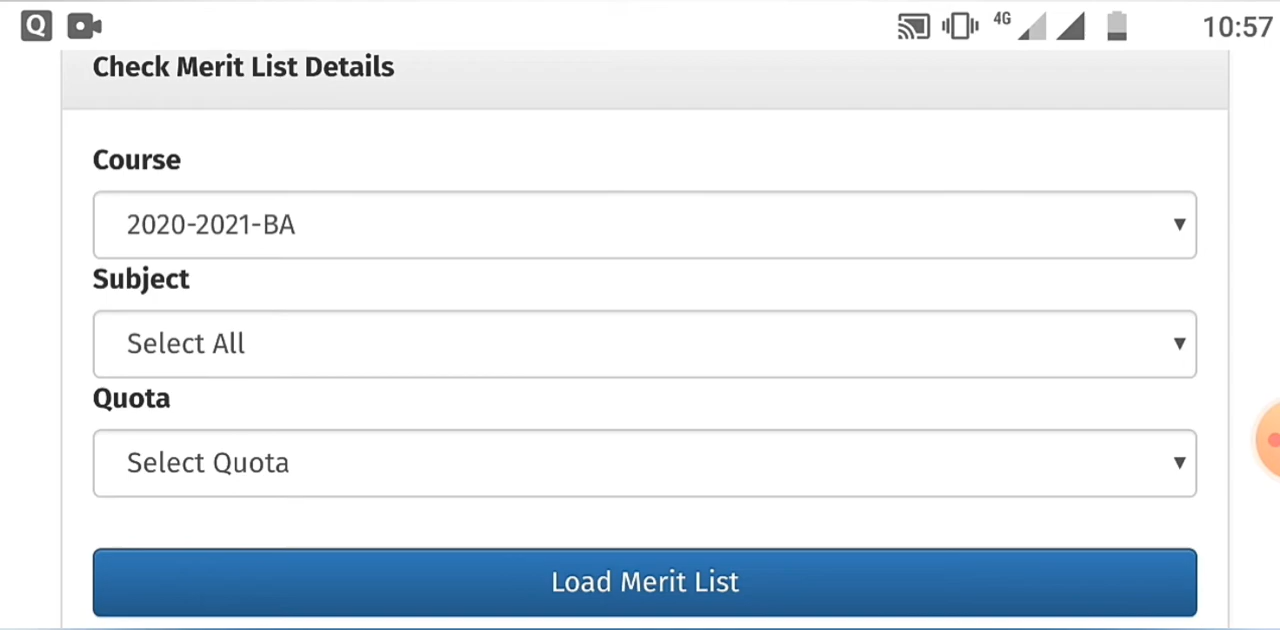 Q
4G
10:57
Check Merit List Details
Course
2020-2021-BA
Subject
Select All
Quota
Select Quota
Load Merit List